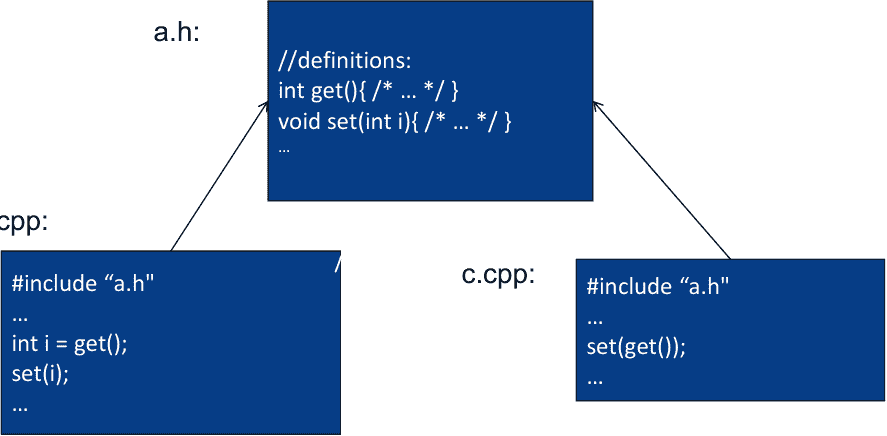 a.h:
//definitions:
int get(){ /* … */ }
void set(int i){ /* … */ }
…
cpp:
#include “a.h"
…
int i = get();
set(i);
…
/
c.cpp:
#include “a.h"
…
set(get());
…